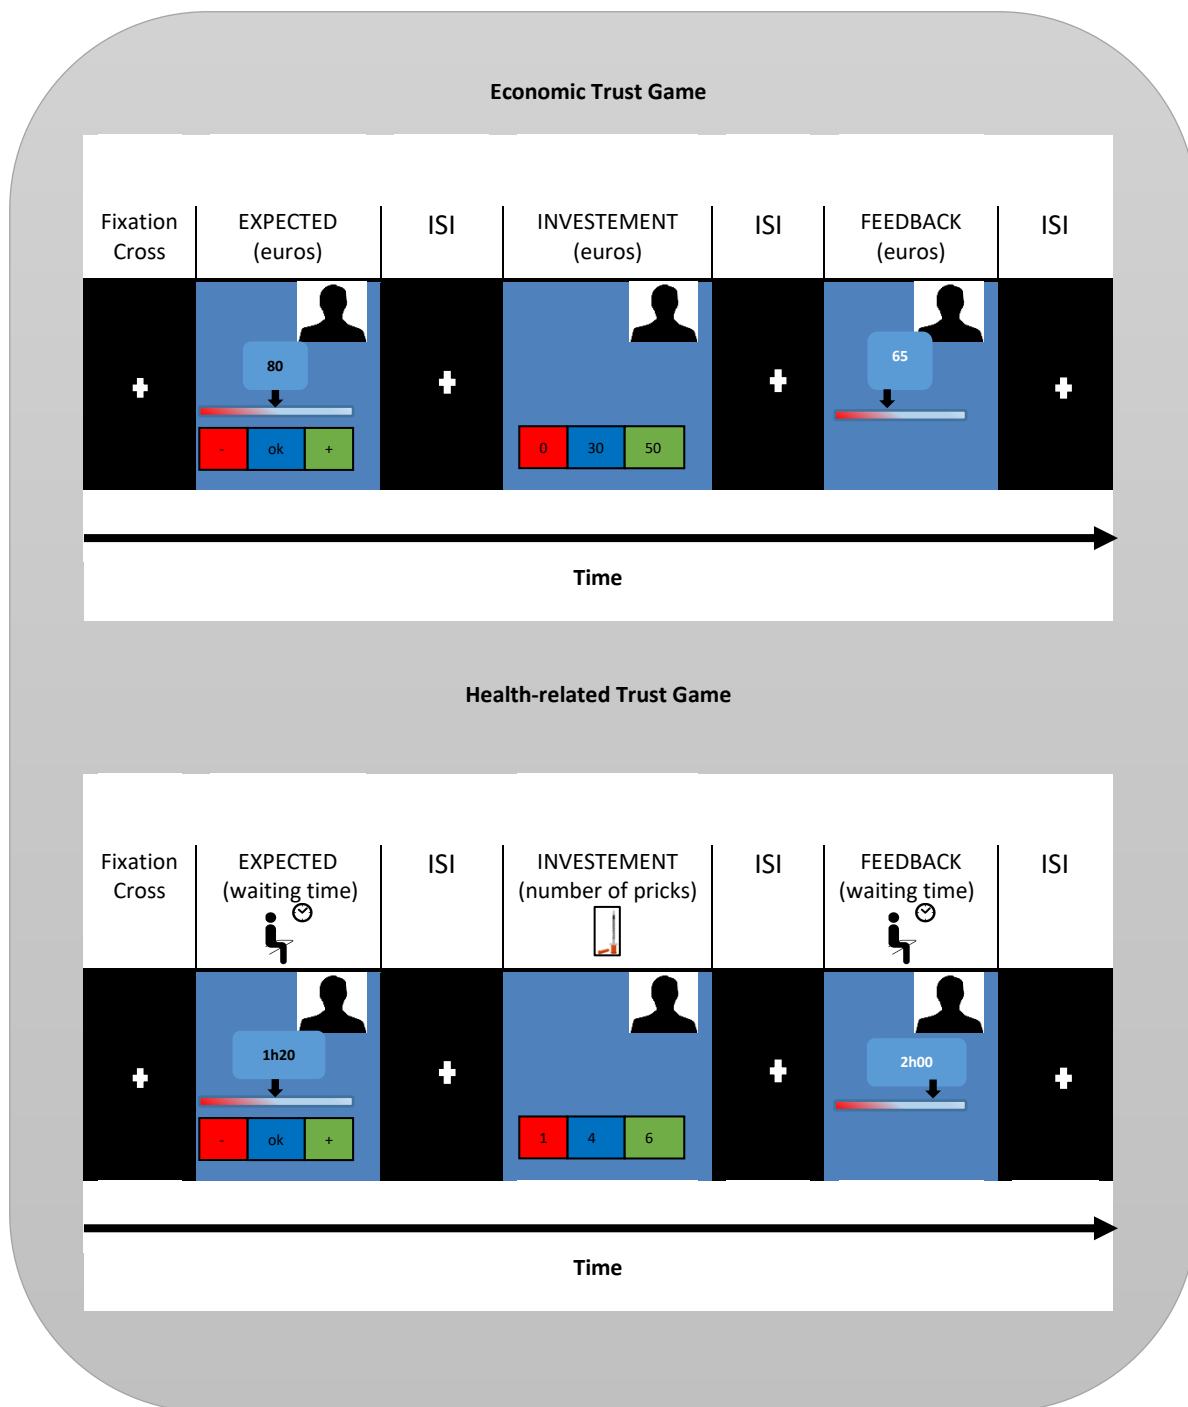 Economic Trust Game
Fixation
Cross
EXPECTED
(euros)
ISI
INVESTEMENT
(euros)
ISI
FEEDBACK
(euros)
ISI
80
- ok +
0 30 50
65
Time
Health-related Trust Game
Fixation
Cross
EXPECTED
(waiting time)
ISI
INVESTEMENT
(number of pricks)
ISI
FEEDBACK
(waiting time)
ISI
1h20
- ok +
1 4 6
2h00
Time